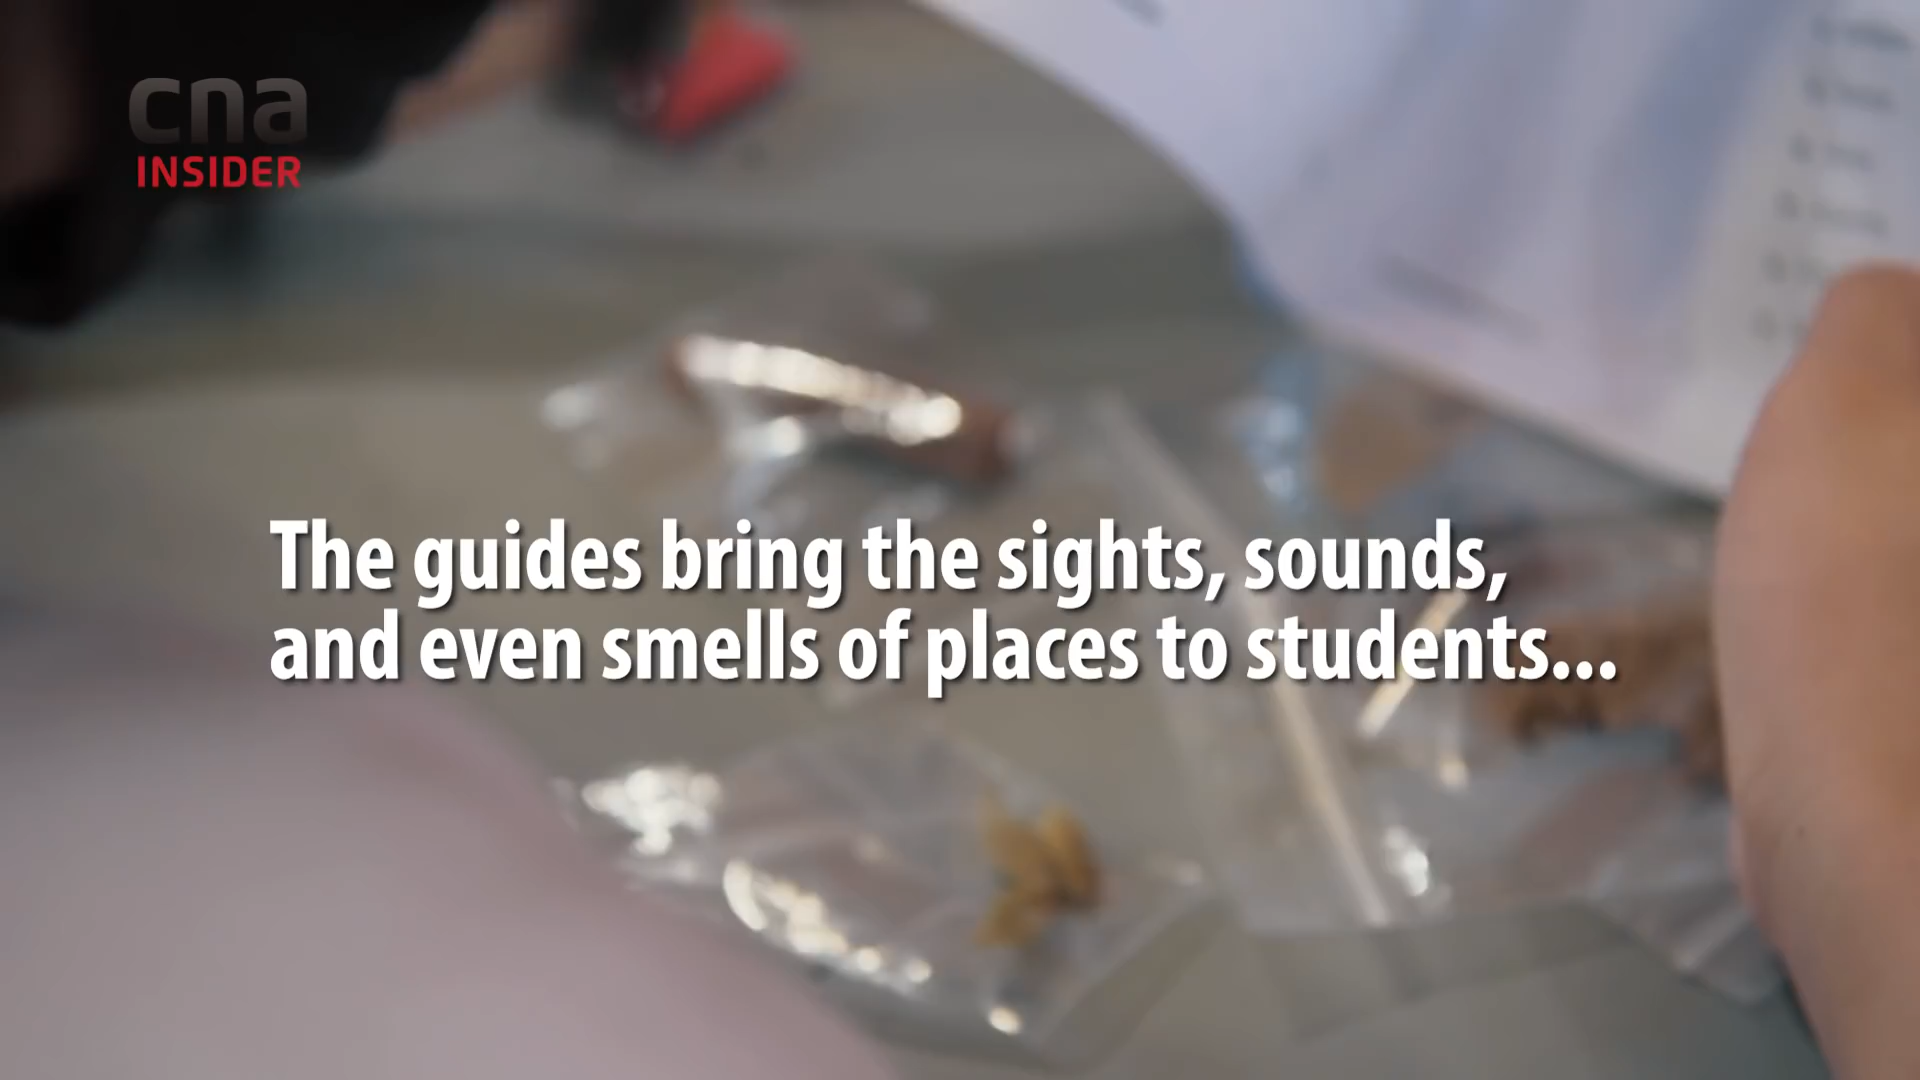 cna
INSIDER
The guides bring the sights, sounds,
and even smells of places to students...